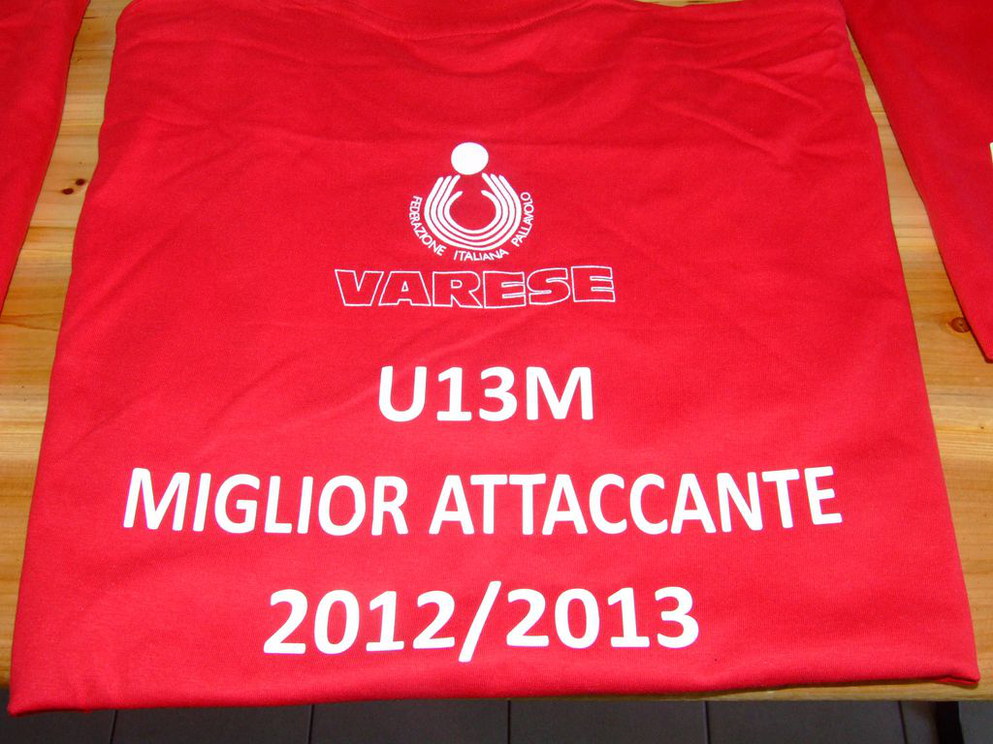 FEDERAZIONE ITALIANA PALLAVOLO
VARESE
U13M
MIGLIOR ATTACCANTE
2012/2013